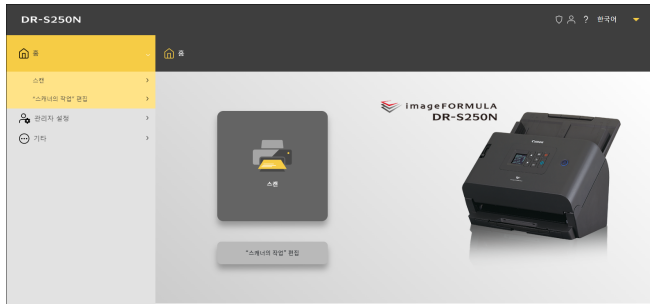 DR-S250N
? 한국어
홈
홈
스캔
"스캐너의 작업" 편집
관리자 설정
기타
imageFORMULA
DR-S250N
Canon
스캔
"스캐너의 작업" 편집